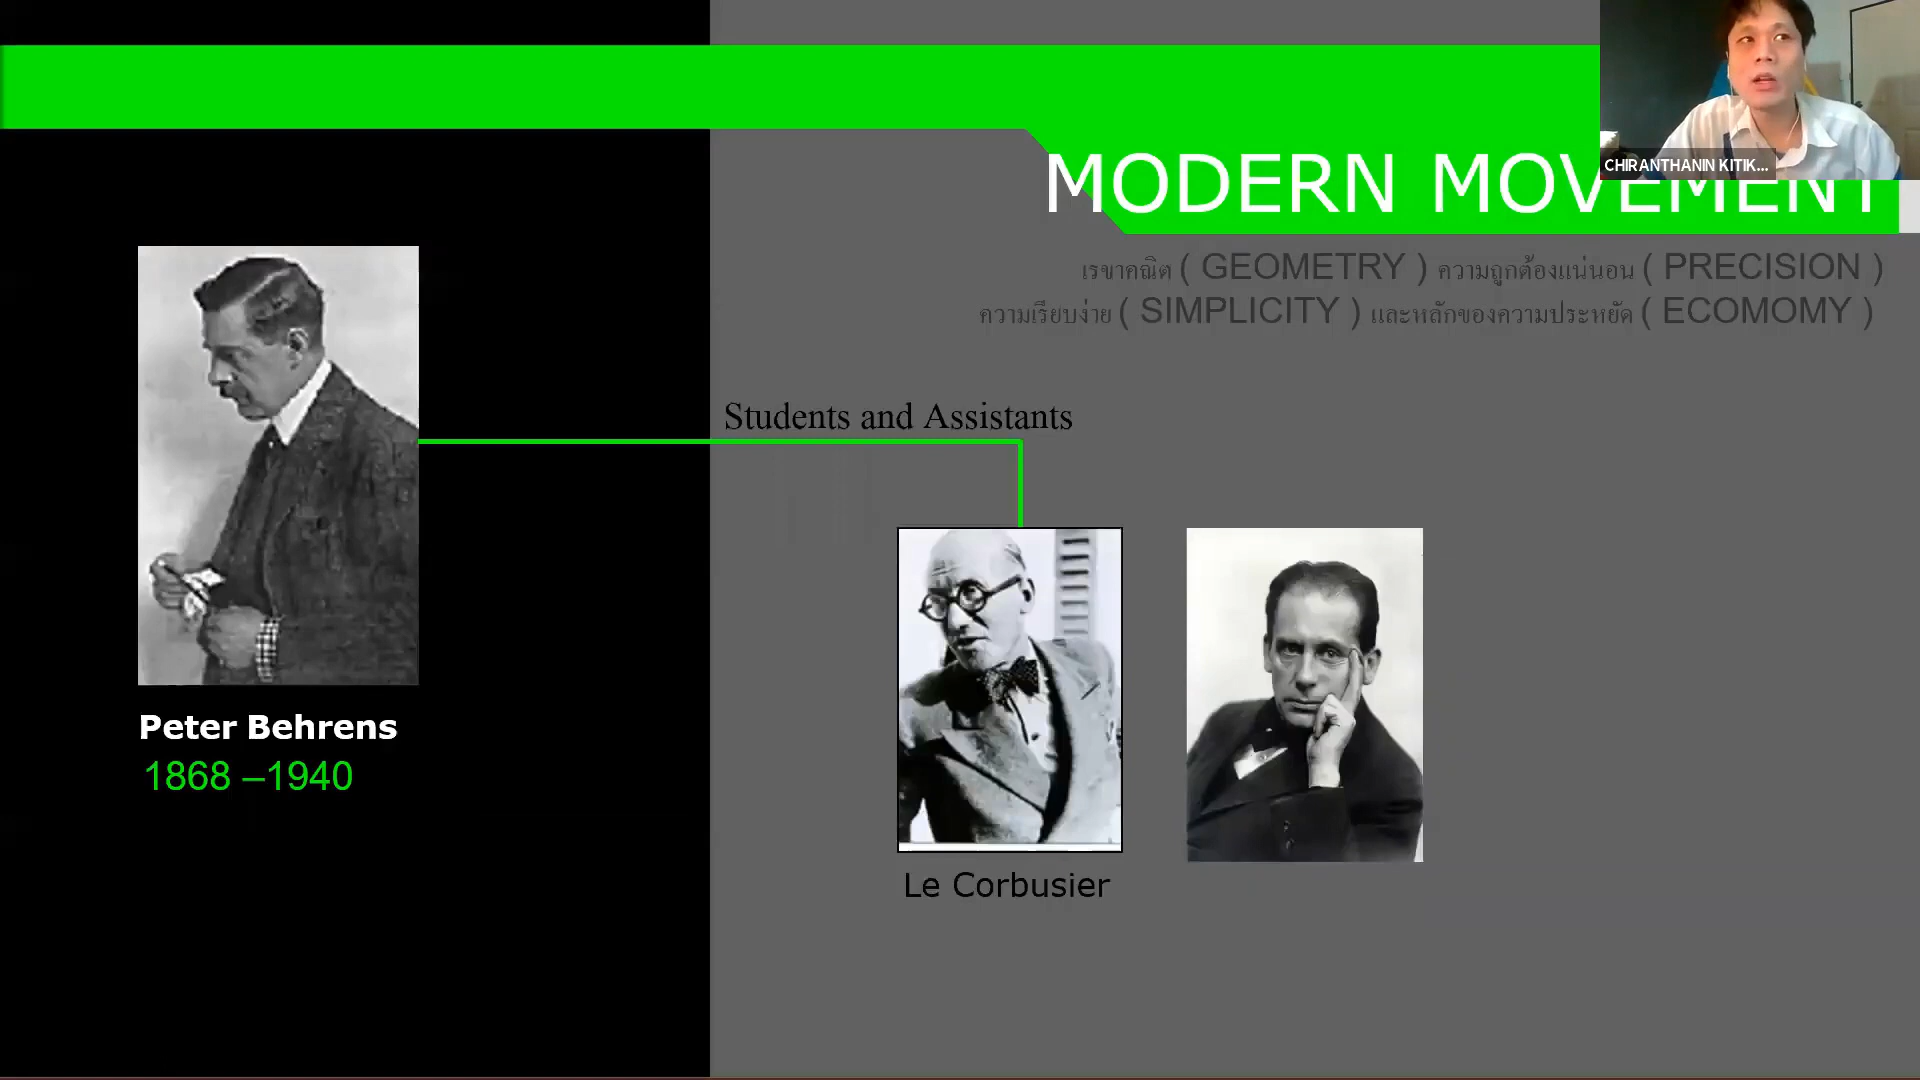 CHIRANTHANIN KITIK...
MODERN MOVEMENT
เรขาคณิต ( GEOMETRY ) ความถูกต้องแน่นอน ( PRECISION )
ความเรียบง่าย ( SIMPLICITY ) และหลักของความประหยัด ( ECOMOMY )
Students and Assistants
Peter Behrens
1868 –1940
Le Corbusier